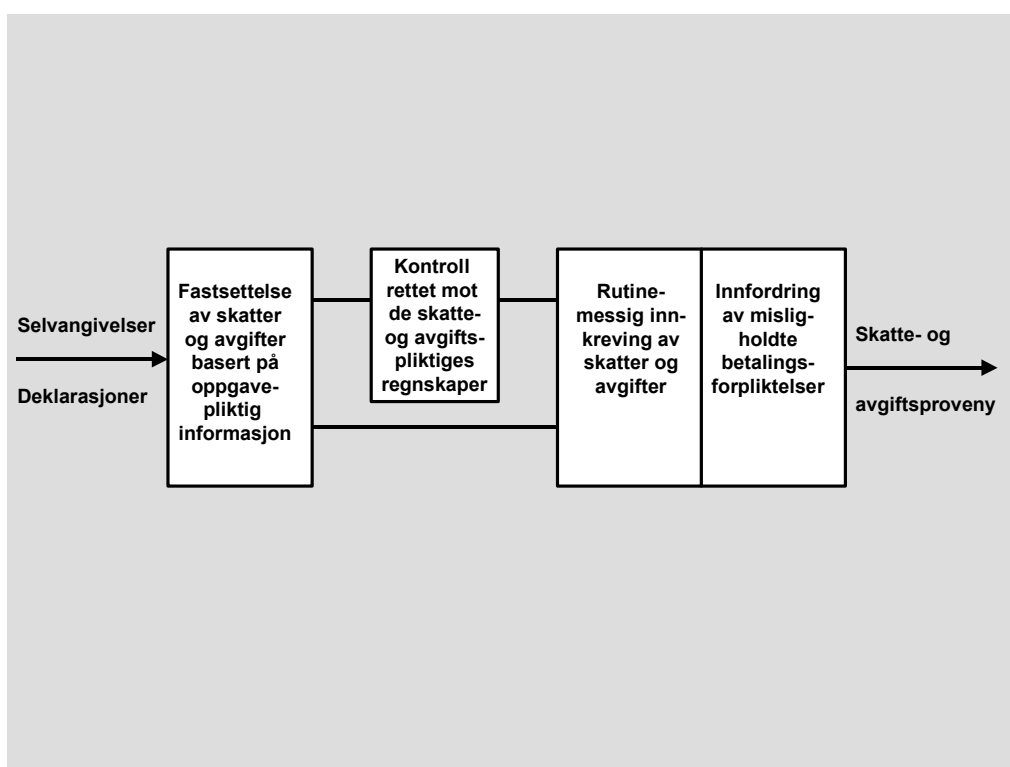 Selvangivelser
Deklarasjoner
Fastsettelse
av skatter
og avgifter
basert på
oppgave-
pliktig
informasjon
Kontroll
rettet mot
de skatte-
og avgifts-
pliktiges
regnskaper
Rutine-
messig inn-
kreving av
skatter og
avgifter
Innfordring
av mislig-
holdte
betalings-
forpliktelser
Skatte- og
avgiftsproveny